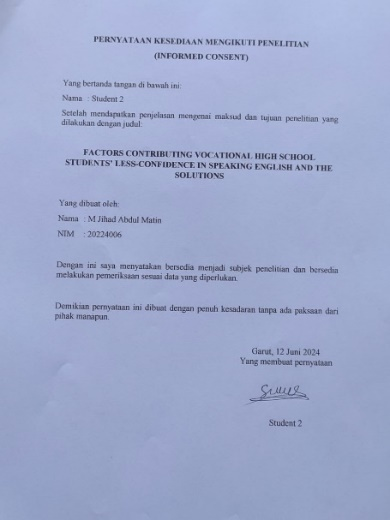 PERNYATAAN KESEDIAAN MENGIKUTI PENELITIAN
(INFORMED CONSENT)
Yang bertanda tangan di bawah ini:
Nama : Student 2
Setelah mendapatkan penjelasan mengenai maksud dan tujuan penelitian yang
dilakukan dengan judul:
FACTORS CONTRIBUTING VOCATIONAL HIGH SCHOOL
STUDENTS' LESS-CONFIDENCE IN SPEAKING ENGLISH AND THE
SOLUTIONS
Yang dibuat oleh:
Nama : M Jihad Abdul Matin
NIM : 20224006
Dengan ini saya menyatakan bersedia menjadi subjek penelitian dan bersedia
melakukan pemeriksaan sesuai data yang diperlukan.
Demikian pernyataan ini dibuat dengan penuh kesadaran tanpa ada paksaan dari
pihak manapun.
Garut, 12 Juni 2024
Yang membuat pernyataan
Student 2